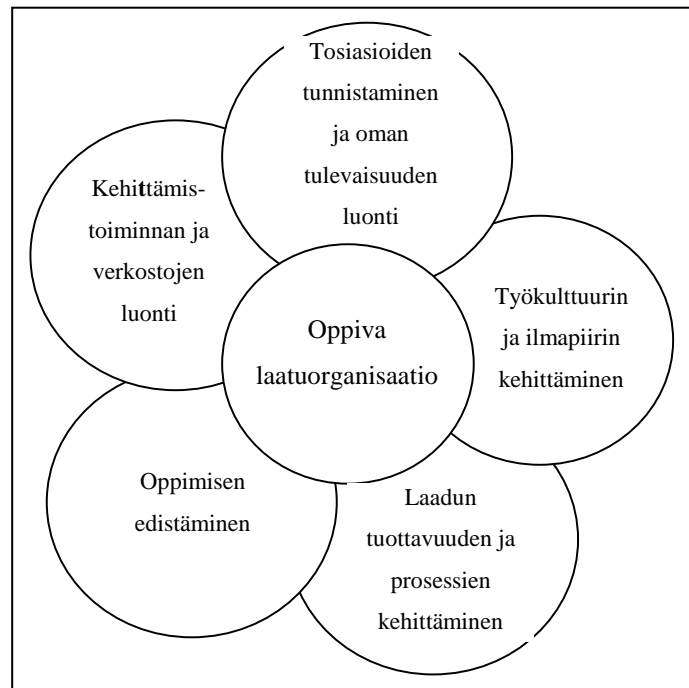 Tosiasioiden
tunnistaminen
ja oman
tulevaisuuden
luonti
Kehittämis-
toiminnan ja
verkostojen
luonti
Työkulttuurin
ja ilmapiirin
kehittäminen
Oppiva
laatuorganisaatio
Oppimisen
edistäminen
Laadun
tuottavuuden ja
prosessien
kehittäminen